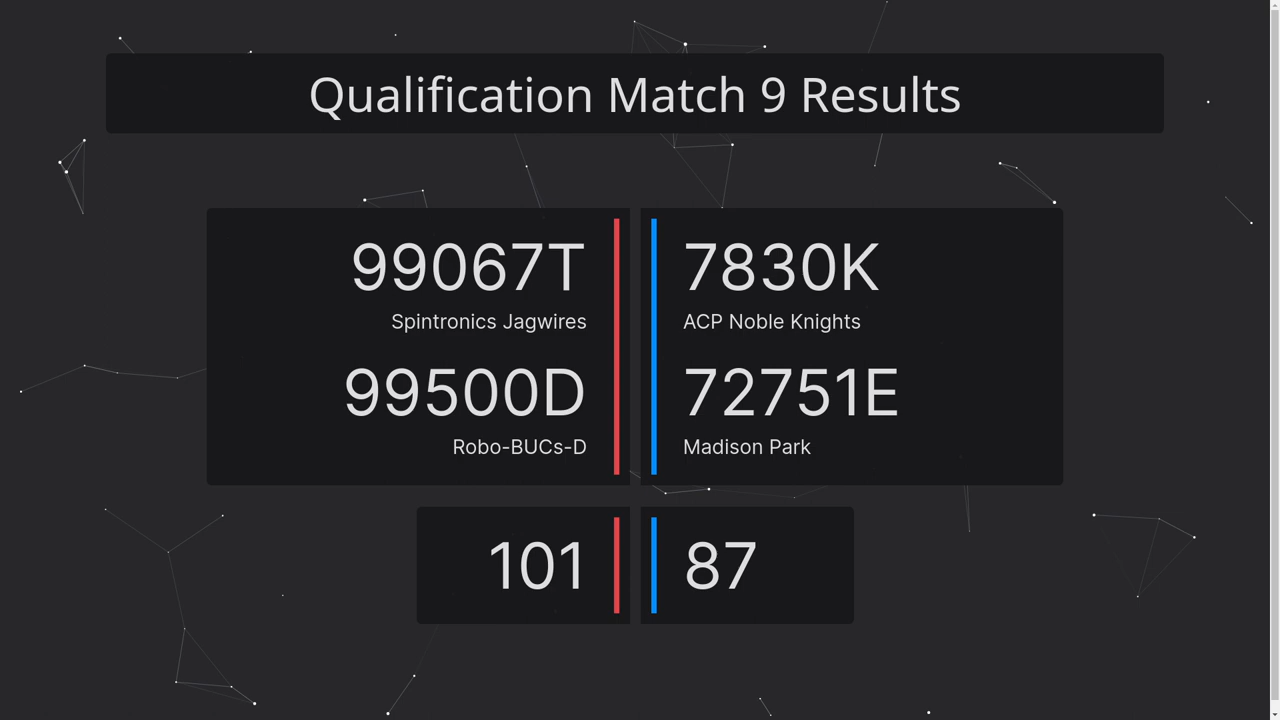 Qualification Match 9 Results
99067T
Spintronics Jagwires
99500D
Robo-BUCs-D
7830K
ACP Noble Knights
72751E
Madison Park
101
87